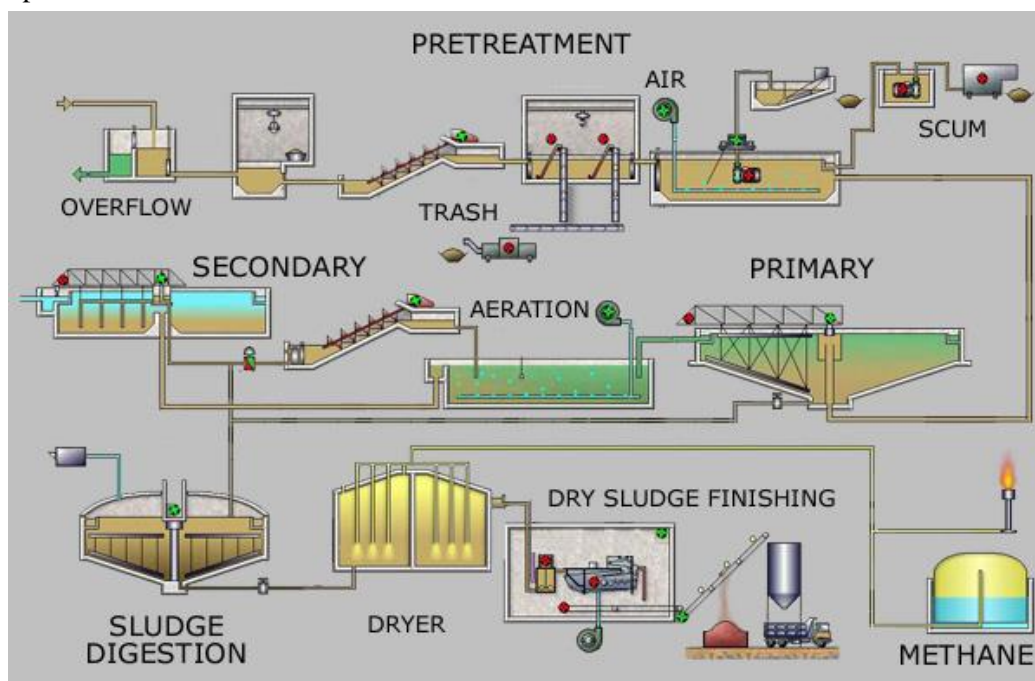 PRETREATMENT
AIR
SCUM
OVERFLOW
TRASH
SECONDARY
PRIMARY
AERATION
DRY SLUDGE FINISHING
SLUDGE
DIGESTION
DRYER
METHANE